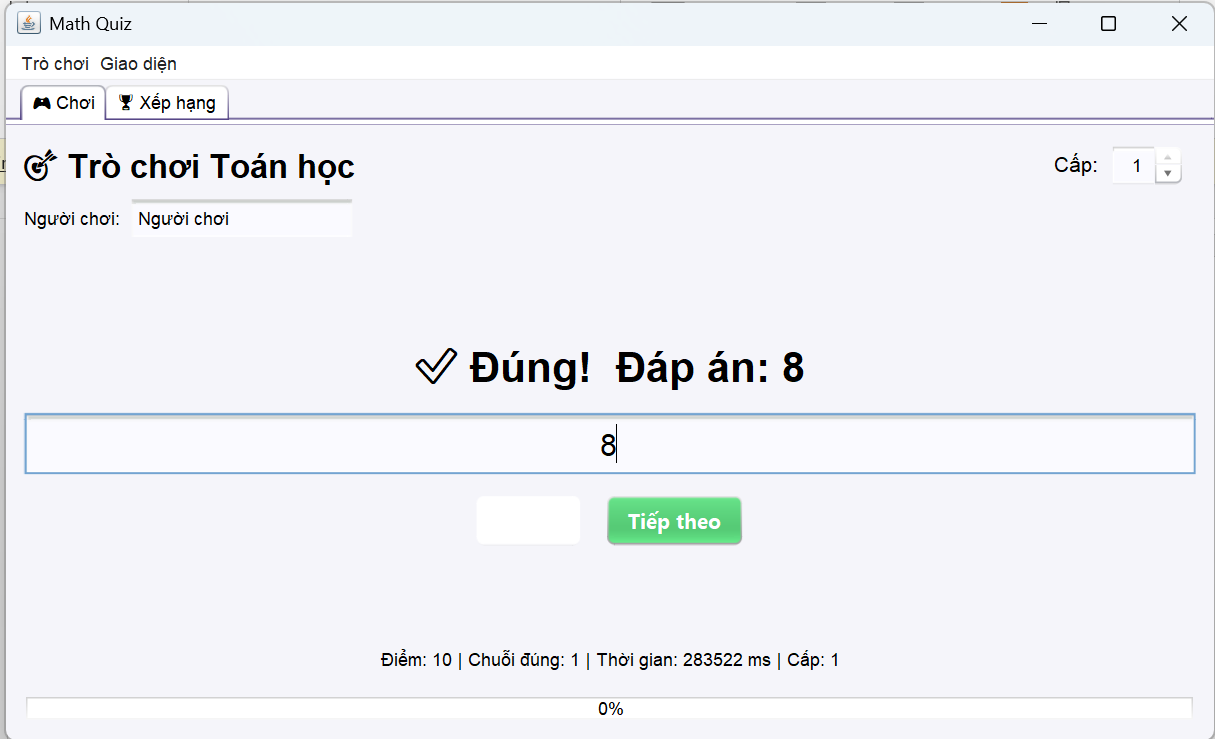 Math Quiz
Trò chơi Giao diện
Chơi Xếp hạng
Trò chơi Toán học
Cấp: 1
Người chơi: Người chơi
Đúng! Đáp án: 8
8
Tiếp theo
Điểm: 10 | Chuỗi đúng: 1 | Thời gian: 283522 ms | Cấp: 1
0%